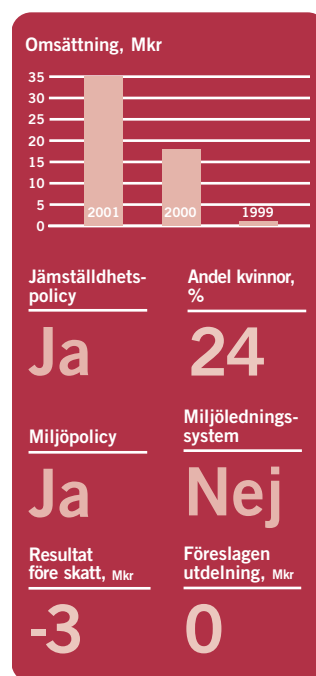 Omsättning, Mkr
35
30
25
20
15
10
5
0
2001 2000 1999
Jämställdhets-
policy
Ja
Andel kvinnor,
%
24
Miljöpolicy
Ja
Miljölednings-
system
Nej
Resultat
före skatt, Mkr
-3
Föreslagen
utdelning, Mkr
0